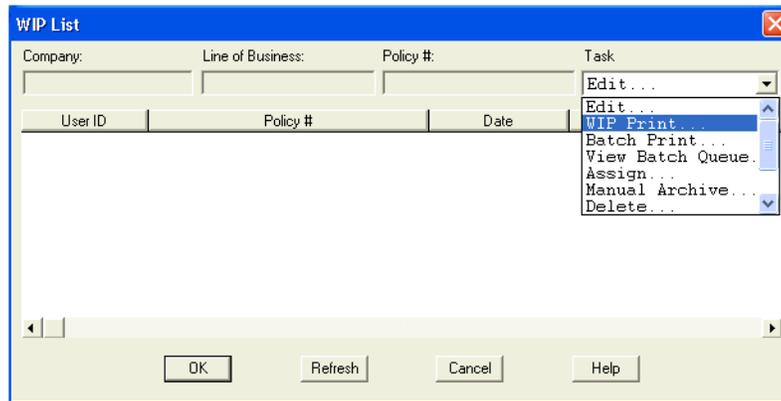 WIP List
Company: Line of Business: Policy #: Task
Edit...
User ID Policy # Date
Edit...
WIP Print...
Batch Print...
View Batch Queue.
Assign...
Manual Archive...
Delete...
OK Refresh Cancel Help